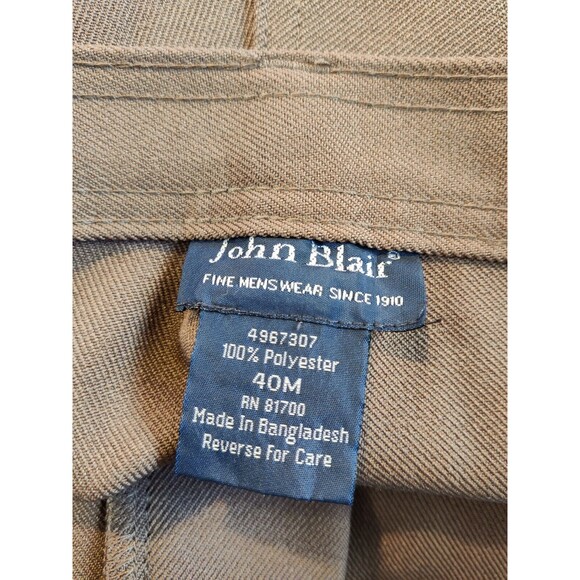 John Blair®
FINE MENSWEAR SINCE 1910
4967307
100% Polyester
40M
RN 81700
Made In Bangladesh
Reverse For Care